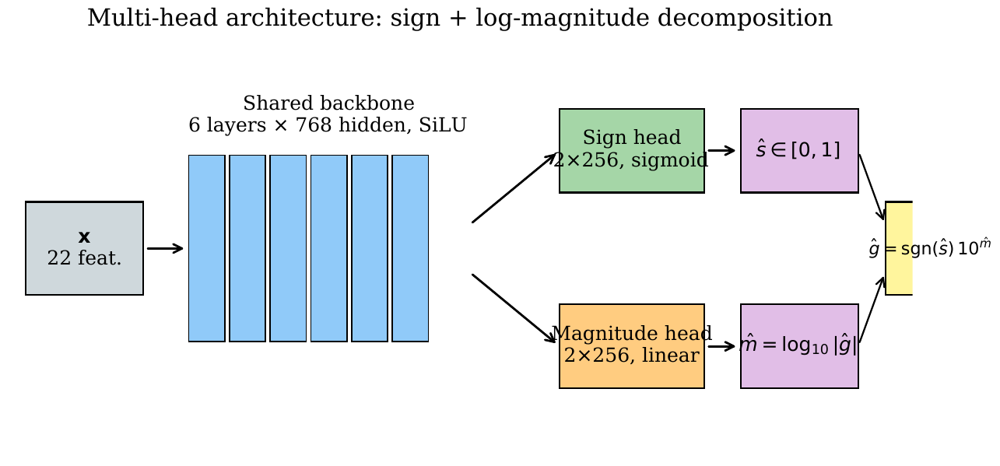 Multi-head architecture: sign + log-magnitude decomposition
Shared backbone
6 layers × 768 hidden, SiLU
x
22 feat.
Sign head
2×256, sigmoid
ŝ ∈ [0, 1]
Magnitude head
2×256, linear
m̂ = log₁₀ |ĝ|
ĝ = sgn(ŝ) 10^m̂